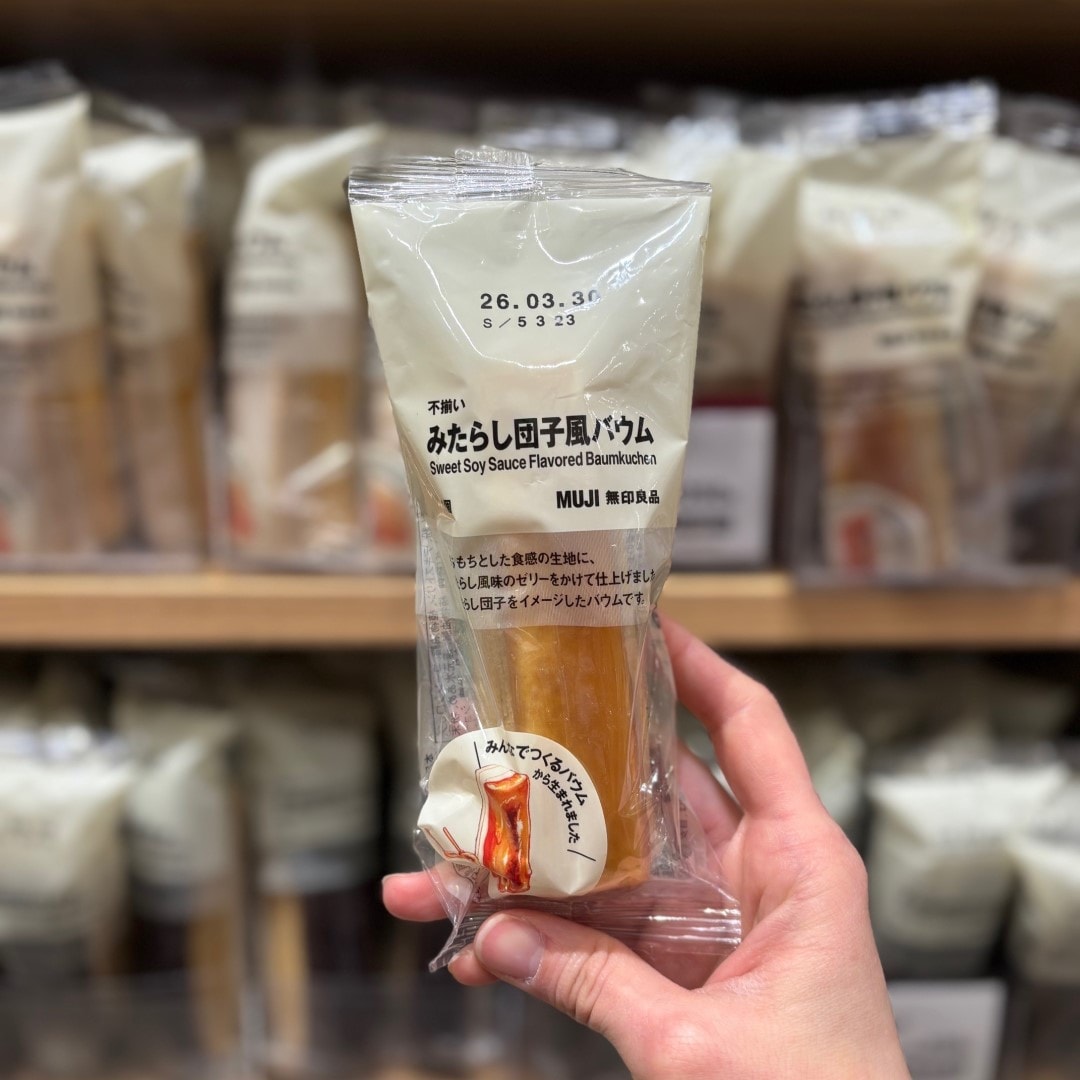 26.03.30
S/5323
不揃い
みたらし団子風バウム
Sweet Soy Sauce Flavored Baumkuchen
MUJI 無印良品
もちとした食感の生地に、
らし風味のゼリーをかけて仕上げました
らし団子をイメージしたバウムです。
みんなでつくるバウム
から生まれました